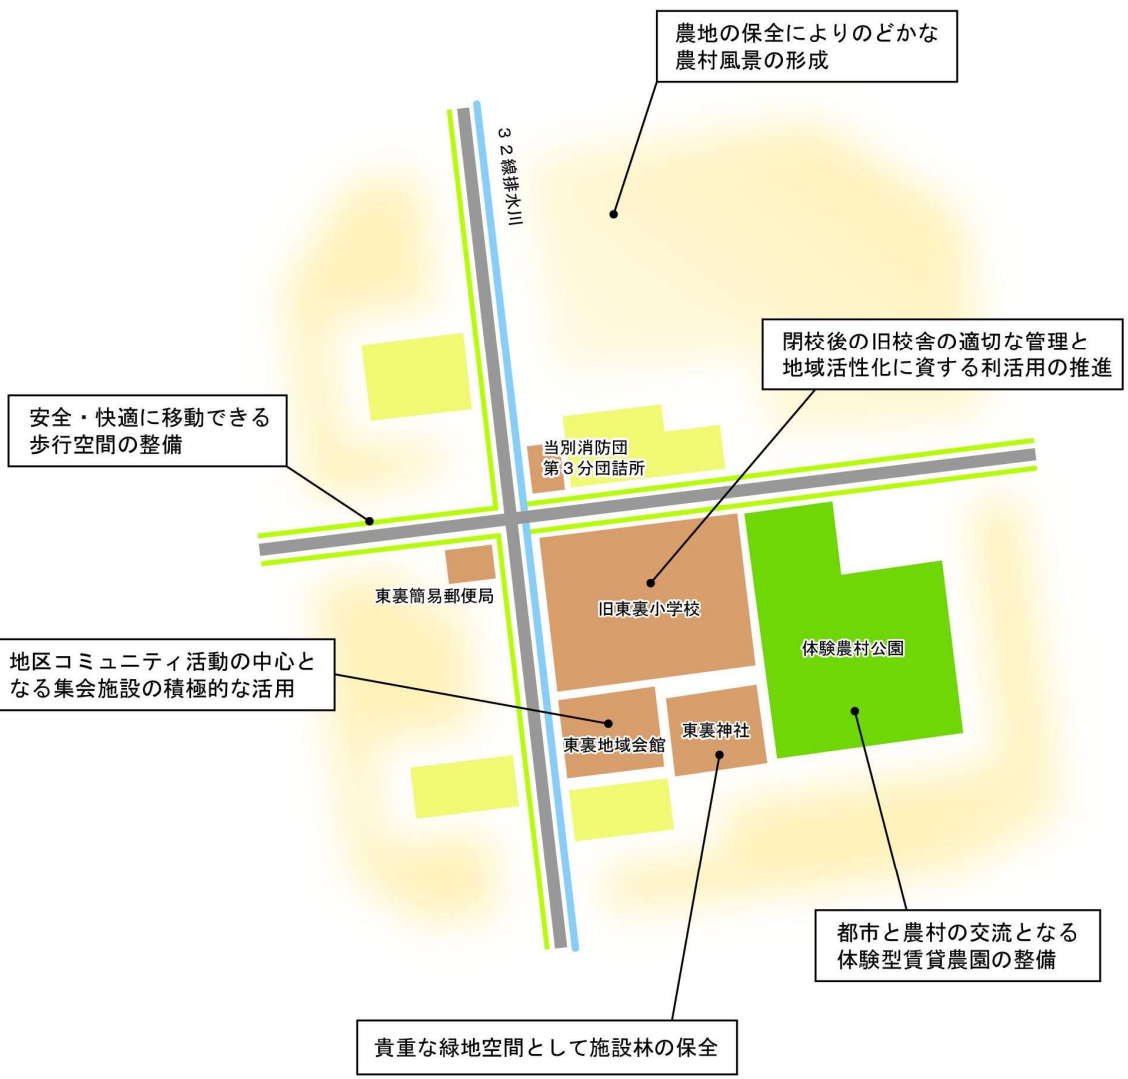 農地の保全によりのどかな
農村風景の形成
３２線排水川
閉校後の旧校舎の適切な管理と
地域活性化に資する利活用の推進
安全・快適に移動できる
歩行空間の整備
当別消防団
第３分団詰所
東裏簡易郵便局
旧東裏小学校
体験農村公園
地区コミュニティ活動の中心と
なる集会施設の積極的な活用
東裏地域会館
東裏神社
都市と農村の交流となる
体験型賃貸農園の整備
貴重な緑地空間として施設林の保全